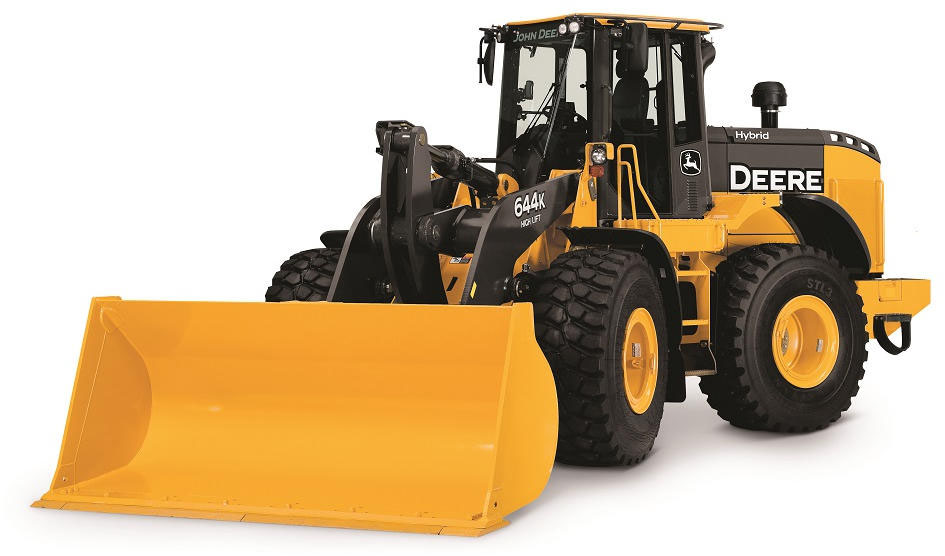 JOHN DEERE
Hybrid
DEERE
644K
HIGH LIFT
STL3